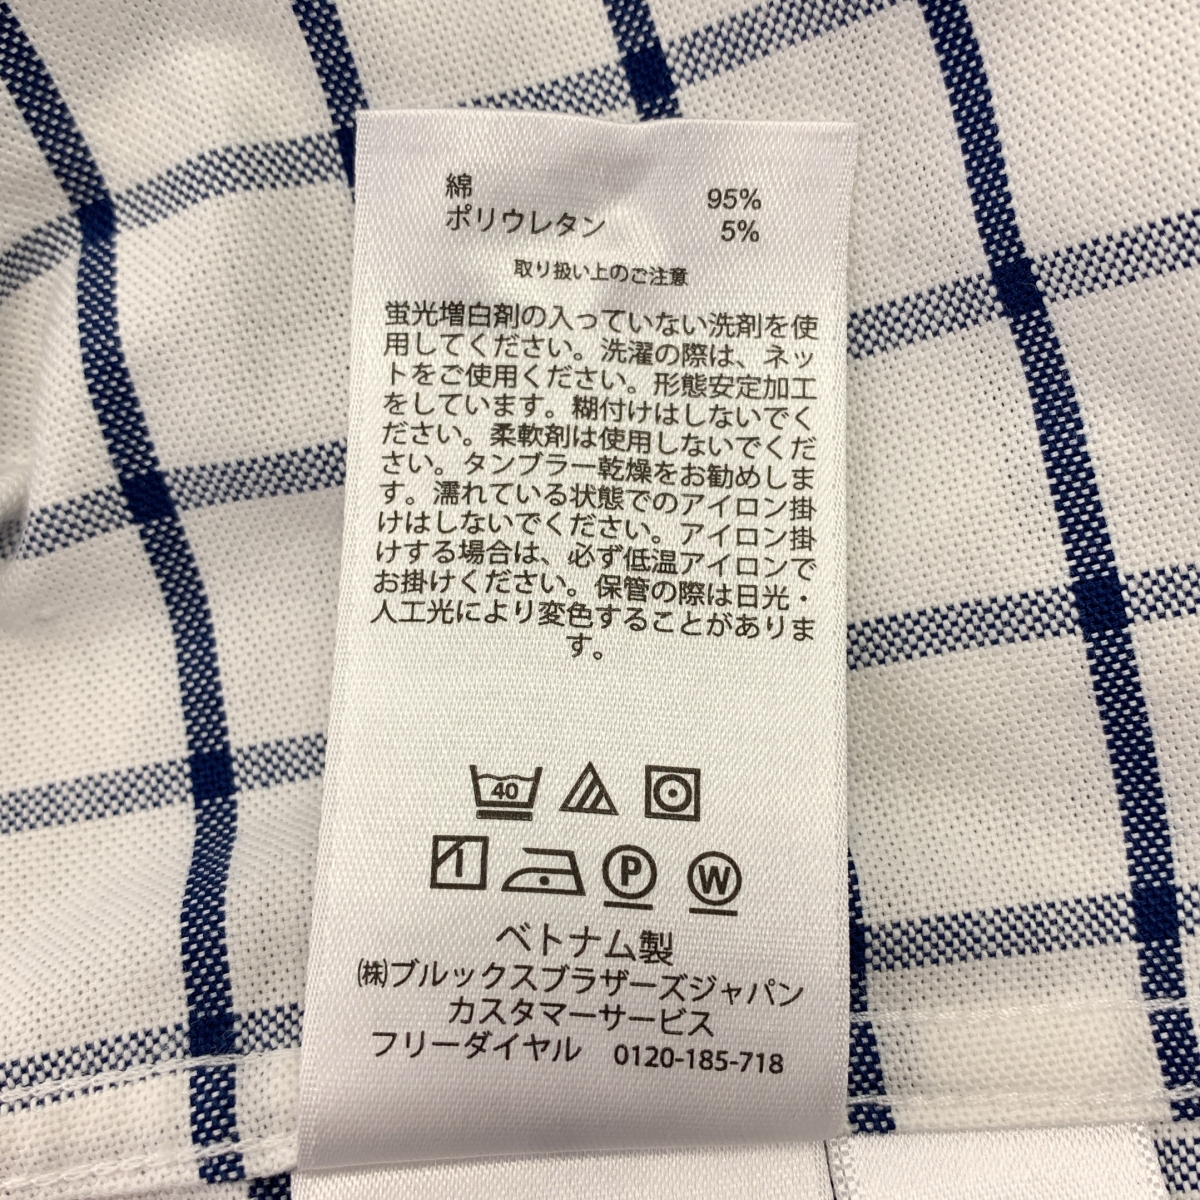 綿 95%
ポリウレタン 5%
取り扱い上のご注意
蛍光増白剤の入っていない洗剤を使
用してください。洗濯の際は、ネッ
トをご使用ください。形態安定加工
をしています。糊付けはしないでく
ださい。柔軟剤は使用しないでくだ
さい。タンブラー乾燥をお勧めしま
す。濡れている状態でのアイロン掛
けはしないでください。アイロン掛
けする場合は、必ず低温アイロンで
お掛けください。保管の際は日光・
人工光により変色することがありま
す。
40
P W
ベトナム製
㈱ブルックスブラザーズジャパン
カスタマーサービス
フリーダイヤル 0120-185-718